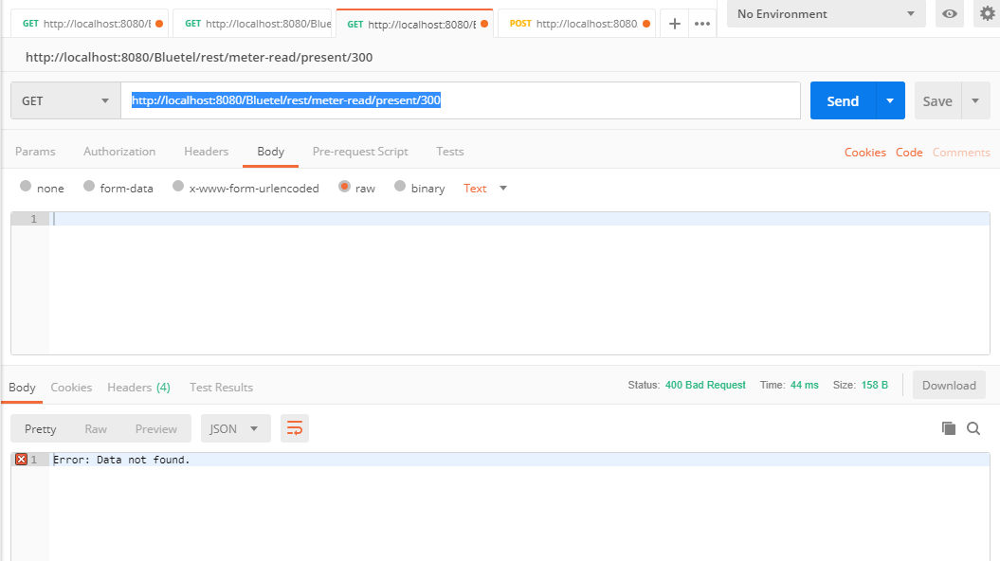 GET http://localhost:8080/E GET http://localhost:8080/Blue GET http://localhost:8080/E POST http://localhost:8080. + ••• No Environment
http://localhost:8080/Bluetel/rest/meter-read/present/300
GET http://localhost:8080/Bluetel/rest/meter-read/present/300 Send Save
Params Authorization Headers Body Pre-request Script Tests Cookies Code Comments
none form-data x-www-form-urlencoded raw binary Text
1
Body Cookies Headers (4) Test Results Status: 400 Bad Request Time: 44 ms Size: 158 B Download
Pretty Raw Preview JSON
1 Error: Data not found.